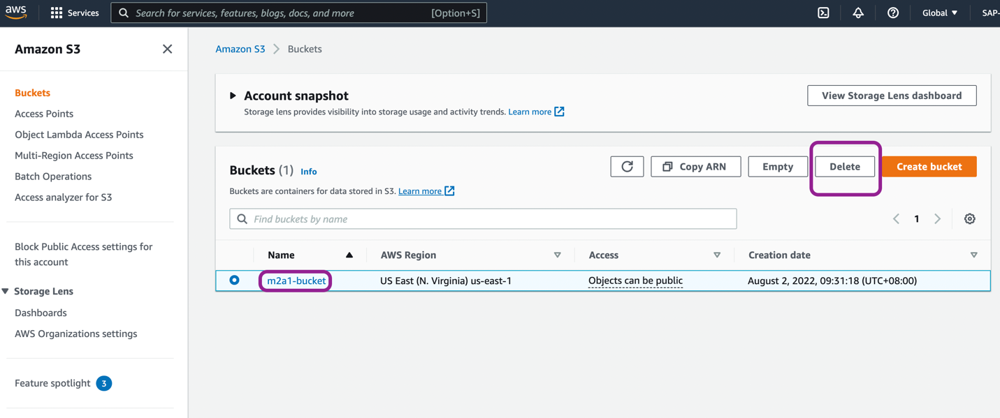 aws
Services
Search for services, features, blogs, docs, and more
[Option+S]
Global ▼
SAP-
Amazon S3
Buckets
Access Points
Object Lambda Access Points
Multi-Region Access Points
Batch Operations
Access analyzer for S3
Block Public Access settings for
this account
Storage Lens
Dashboards
AWS Organizations settings
Feature spotlight 3
Amazon S3 > Buckets
Account snapshot
Storage lens provides visibility into storage usage and activity trends. Learn more
View Storage Lens dashboard
Buckets (1) Info
Copy ARN
Empty
Delete
Create bucket
Buckets are containers for data stored in S3. Learn more
Find buckets by name
1
Name AWS Region Access Creation date
m2a1-bucket US East (N. Virginia) us-east-1 Objects can be public August 2, 2022, 09:31:18 (UTC+08:00)